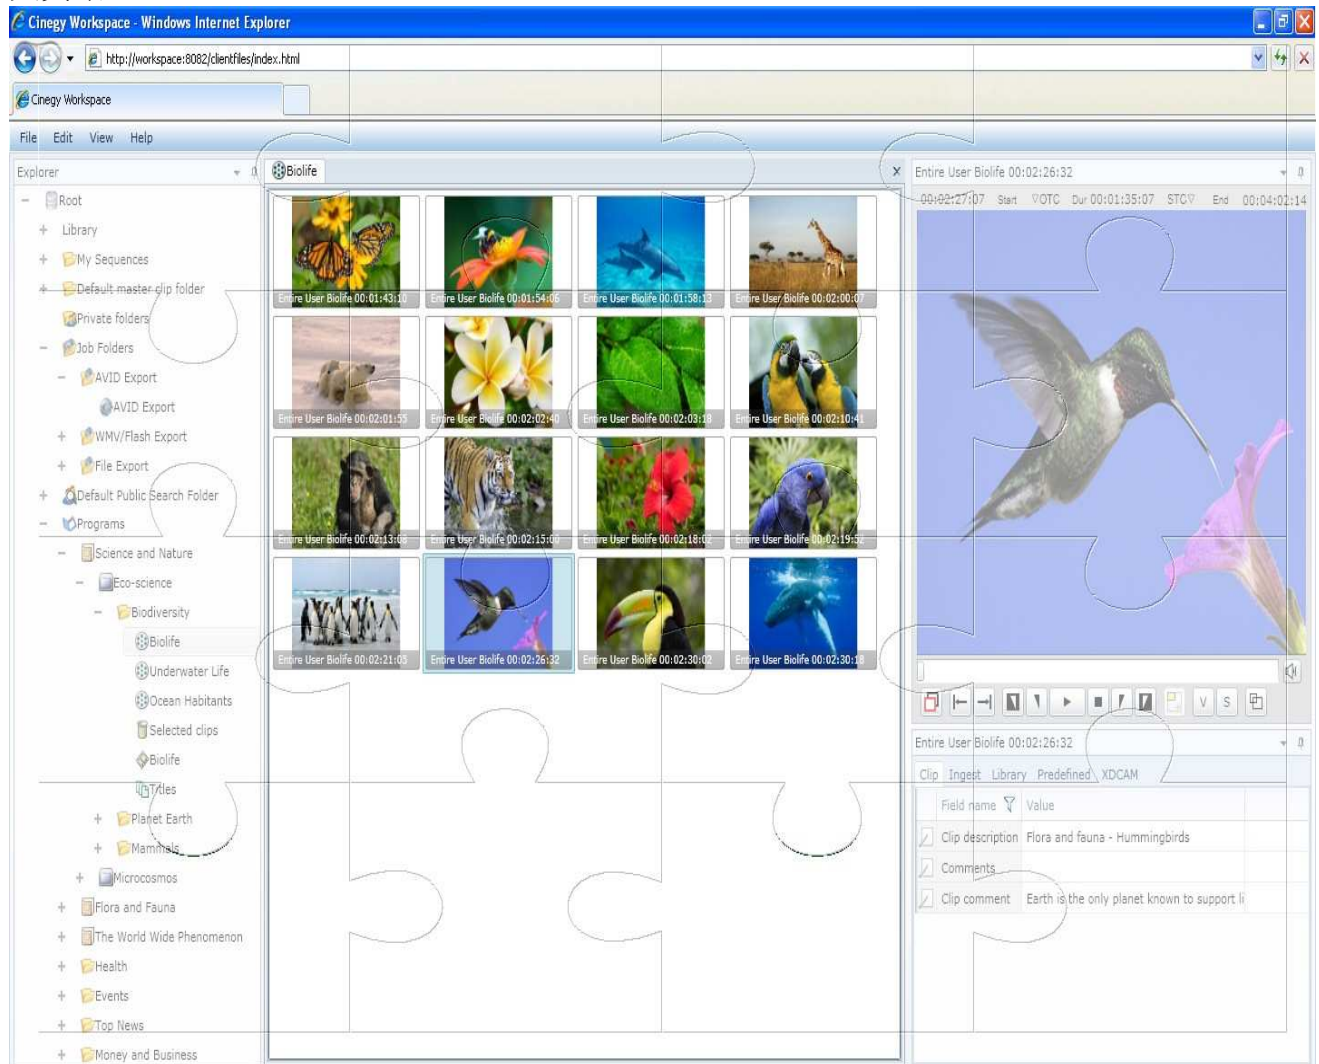 Cinegy Workspace - Windows Internet Explorer
http://workspace:8082/clientfiles/index.html
Cinegy Workspace
File Edit View Help
Explorer
Root
Library
My Sequences
Default master clip folder
Private folders
Job Folders
AVID Export
AVID Export
WMV/Flash Export
File Export
Default Public Search Folder
Programs
Science and Nature
Eco-science
Biodiversity
Biolife
Underwater Life
Ocean Habitants
Selected clips
Biolife
Titles
Planet Earth
Mammals
Microcosmos
Flora and Fauna
The World Wide Phenomenon
Health
Events
Top News
Money and Business
Biolife
Entire User Biolife 00:01:43:10 Entire User Biolife 00:01:54:06 Entire User Biolife 00:01:58:13 Entire User Biolife 00:02:00:07
Entire User Biolife 00:02:01:55 Entire User Biolife 00:02:02:40 Entire User Biolife 00:02:03:18 Entire User Biolife 00:02:10:41
Entire User Biolife 00:02:13:08 Entire User Biolife 00:02:15:00 Entire User Biolife 00:02:18:02 Entire User Biolife 00:02:19:52
Entire User Biolife 00:02:21:05 Entire User Biolife 00:02:26:32 Entire User Biolife 00:02:30:02 Entire User Biolife 00:02:30:18
Entire User Biolife 00:02:26:32
00:02:27:07 Start OTC Dur 00:01:35:07 STC End 00:04:02:14
V S
Entire User Biolife 00:02:26:32
Clip Ingest Library Predefined XDCAM
Field name Value
Clip description Flora and fauna - Hummingbirds
Comments
Clip comment Earth is the only planet known to support li